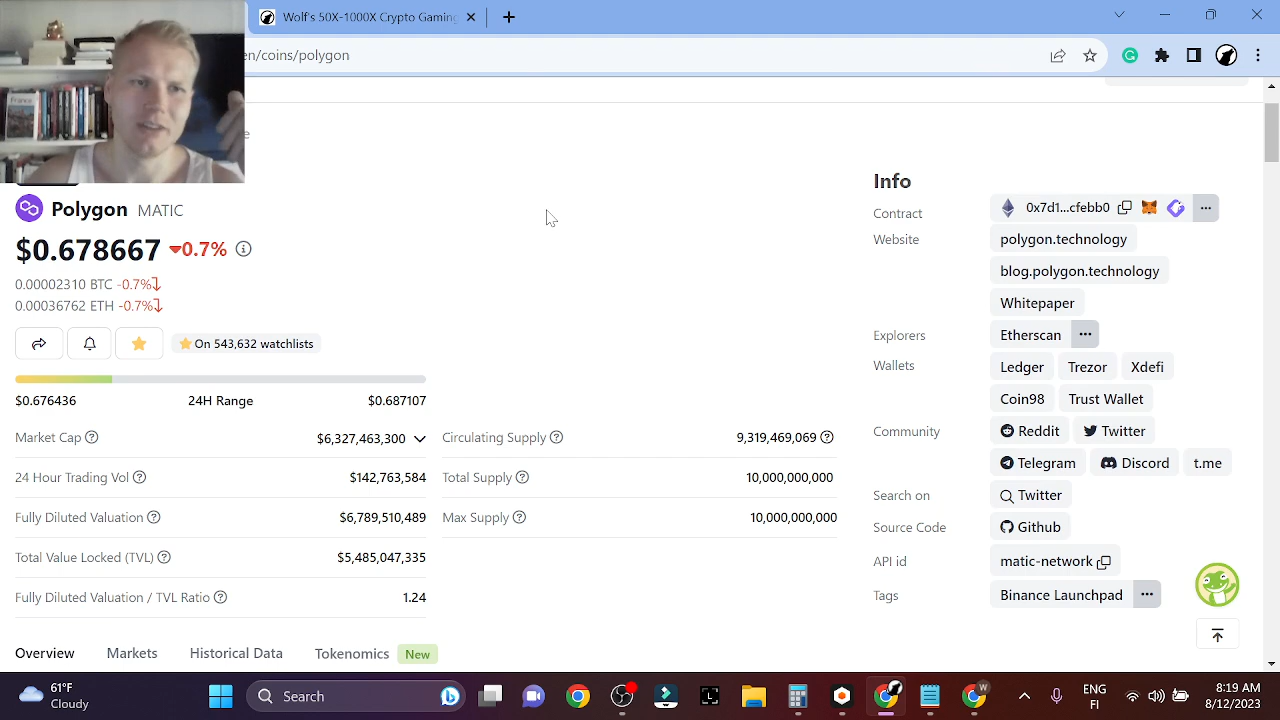 Wolf's 50X-1000X Crypto Gaming
en/coins/polygon
e
Polygon MATIC
$0.678667 0.7%
0.00002310 BTC -0.7%
0.00036762 ETH -0.7%
On 543,632 watchlists
$0.676436 24H Range $0.687107
Market Cap $6,327,463,300
24 Hour Trading Vol $142,763,584
Fully Diluted Valuation $6,789,510,489
Total Value Locked (TVL) $5,485,047,335
Fully Diluted Valuation / TVL Ratio 1.24
Circulating Supply 9,319,469,069
Total Supply 10,000,000,000
Max Supply 10,000,000,000
Info
Contract 0x7d1...cfebb0
Website polygon.technology
blog.polygon.technology
Whitepaper
Explorers Etherscan
Wallets Ledger Trezor Xdefi
Coin98 Trust Wallet
Community Reddit Twitter
Telegram Discord t.me
Search on Twitter
Source Code Github
API id matic-network
Tags Binance Launchpad
Overview Markets Historical Data Tokenomics New
France
61°F
Cloudy
Search
L
W
ENG
FI
8:19 AM
8/12/2023